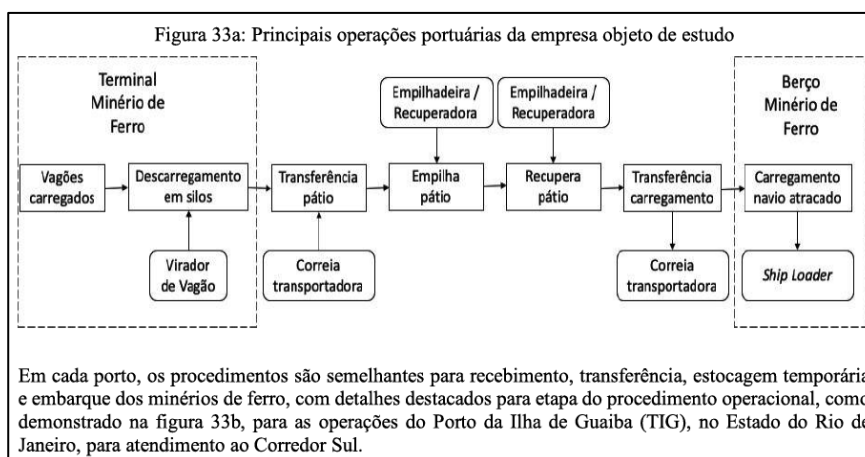 Figura 33a: Principais operações portuárias da empresa objeto de estudo
Terminal
Minério de
Ferro
Empilhadeira /
Recuperadora
Empilhadeira /
Recuperadora
Berço
Minério de
Ferro
Vagões
carregados
Descarregamento
em silos
Transferência
pátio
Empilha
pátio
Recupera
pátio
Transferência
carregamento
Carregamento
navio atracado
Virador
de Vagão
Correia
transportadora
Correia
transportadora
Ship Loader
Em cada porto, os procedimentos são semelhantes para recebimento, transferência, estocagem temporária
e embarque dos minérios de ferro, com detalhes destacados para etapa do procedimento operacional, como
demonstrado na figura 33b, para as operações do Porto da Ilha de Guaiba (TIG), no Estado do Rio de
Janeiro, para atendimento ao Corredor Sul.